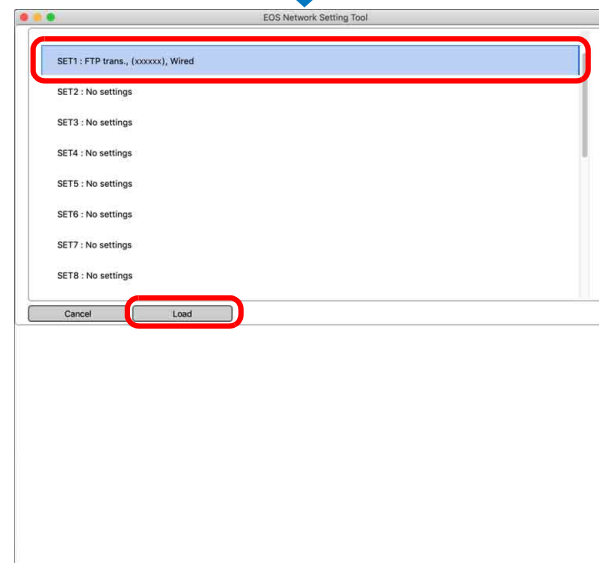 EOS Network Setting Tool
SET1 : FTP trans., (xxxxxx), Wired
SET2 : No settings
SET3 : No settings
SET4 : No settings
SET5 : No settings
SET6 : No settings
SET7 : No settings
SET8 : No settings
Cancel Load